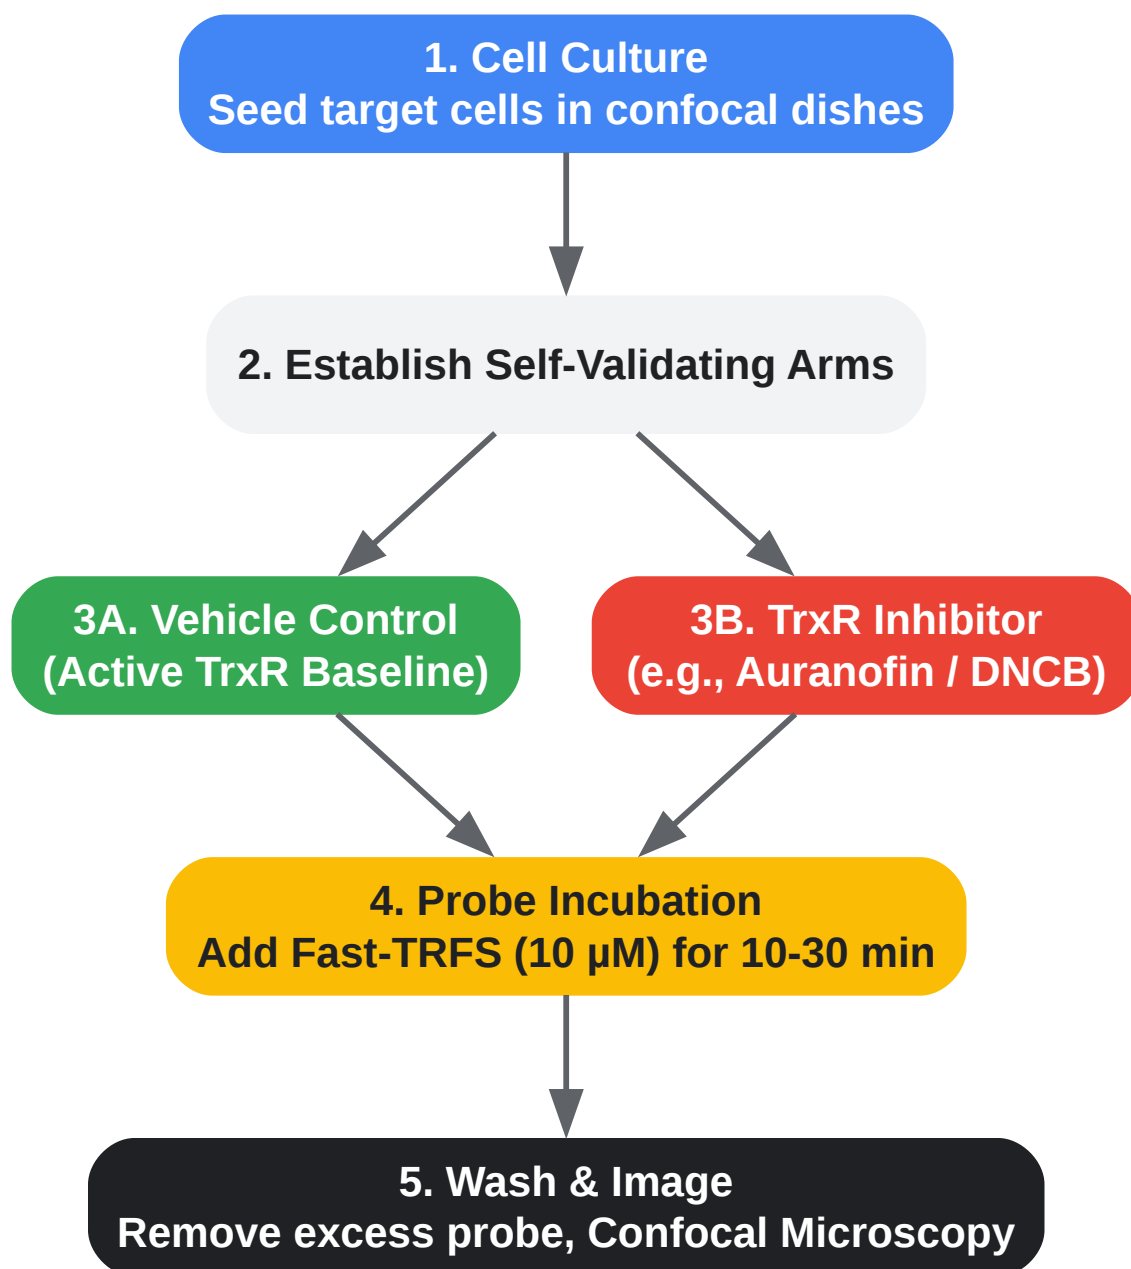 1. Cell Culture
Seed target cells in confocal dishes
2. Establish Self-Validating Arms
3A. Vehicle Control
(Active TrxR Baseline)
3B. TrxR Inhibitor
(e.g., Auranofin / DNCB)
4. Probe Incubation
Add Fast-TRFS (10 µM) for 10-30 min
5. Wash & Image
Remove excess probe, Confocal Microscopy